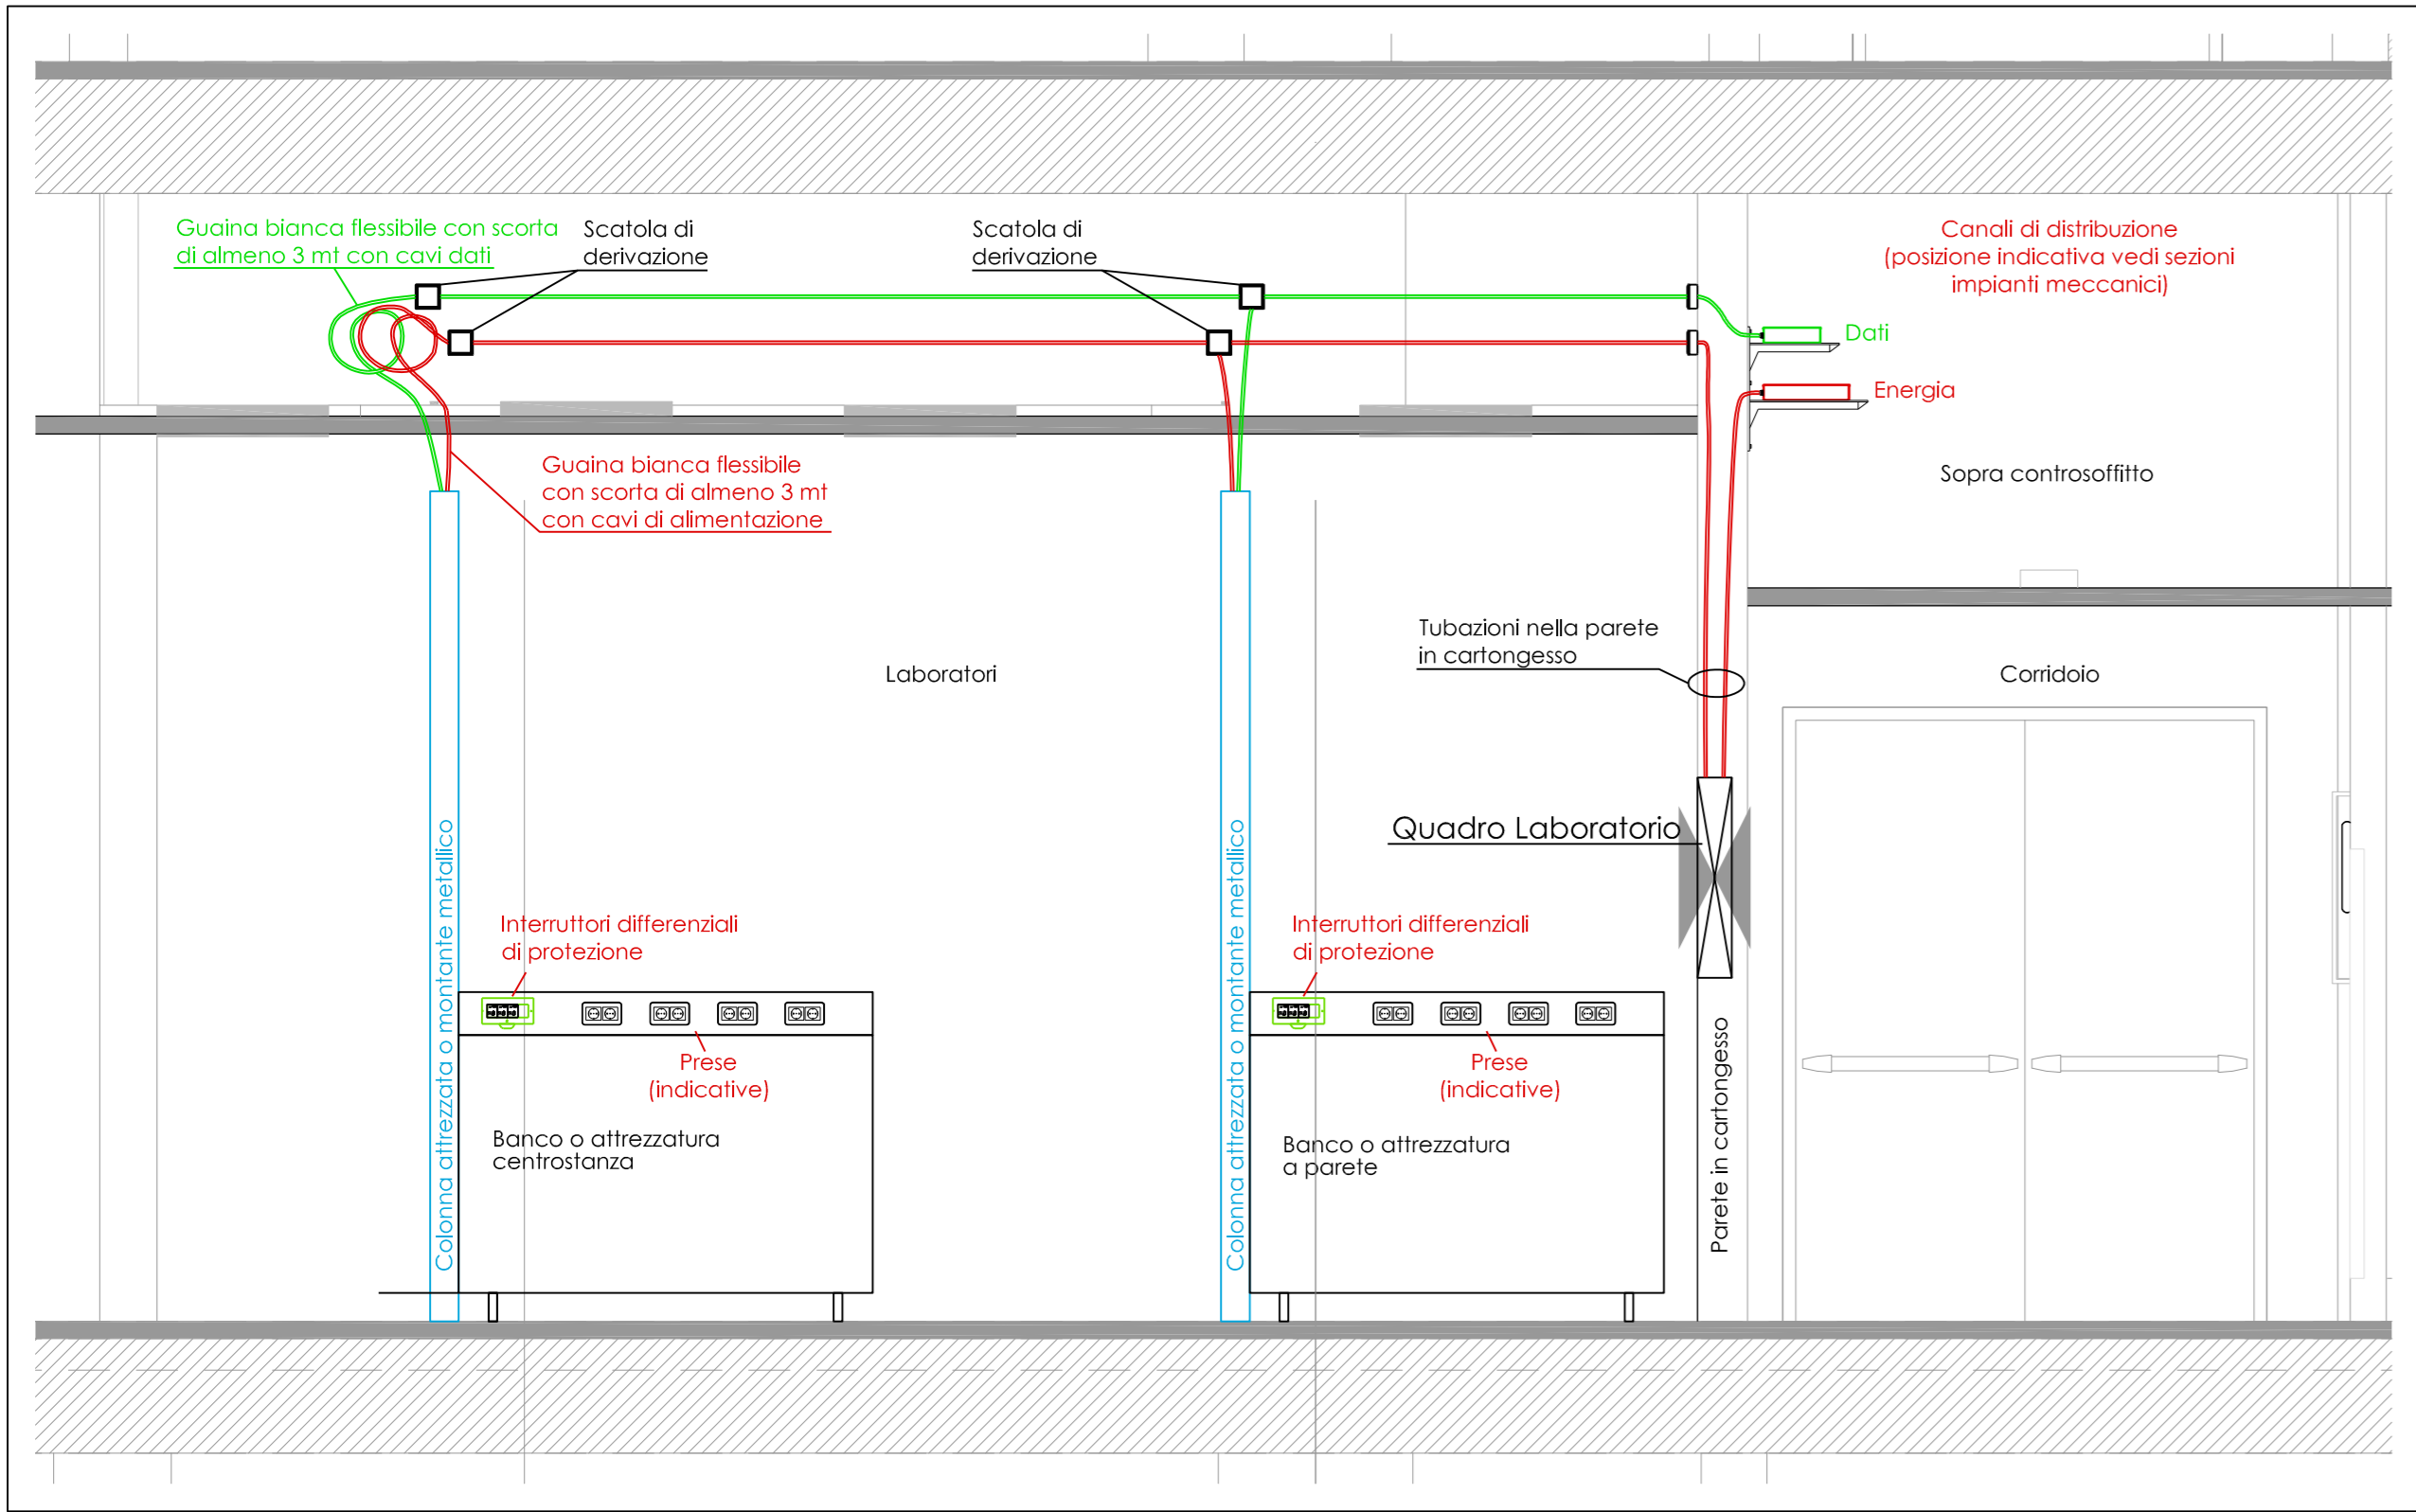 Guaina bianca flessibile con scorta
di almeno 3 mt con cavi dati
Scatola di
derivazione
Scatola di
derivazione
Canali di distribuzione
(posizione indicativa vedi sezioni
impianti meccanici)
Dati
Energia
Guaina bianca flessibile
con scorta di almeno 3 mt
con cavi di alimentazione
Sopra controsoffitto
Tubazioni nella parete
in cartongesso
Laboratori
Corridoio
Quadro Laboratorio
Colonna attrezzata o montante metallico
Interruttori differenziali
di protezione
Prese
(indicative)
Banco o attrezzatura
centrostanza
Colonna attrezzata o montante metallico
Interruttori differenziali
di protezione
Prese
(indicative)
Banco o attrezzatura
a parete
Parete in cartongesso